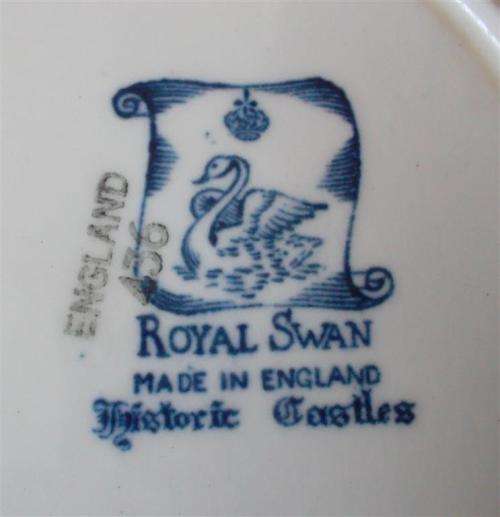 ENGLAND
436
ROYAL SWAN
MADE IN ENGLAND
Historic Castles